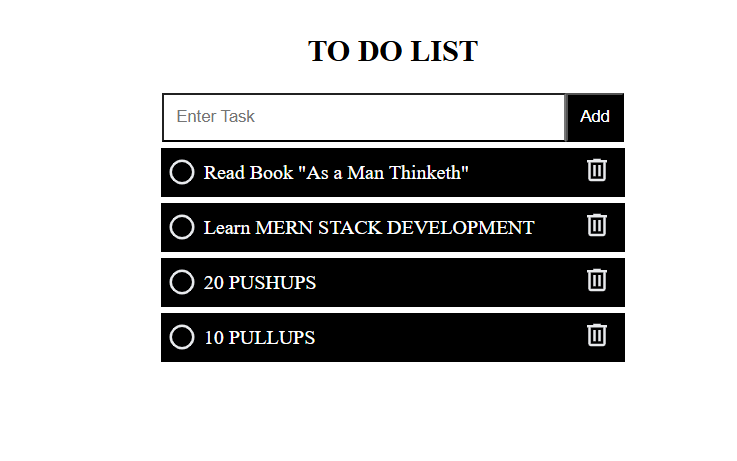 TO DO LIST
Enter Task
Add
Read Book "As a Man Thinketh"
Learn MERN STACK DEVELOPMENT
20 PUSHUPS
10 PULLUPS